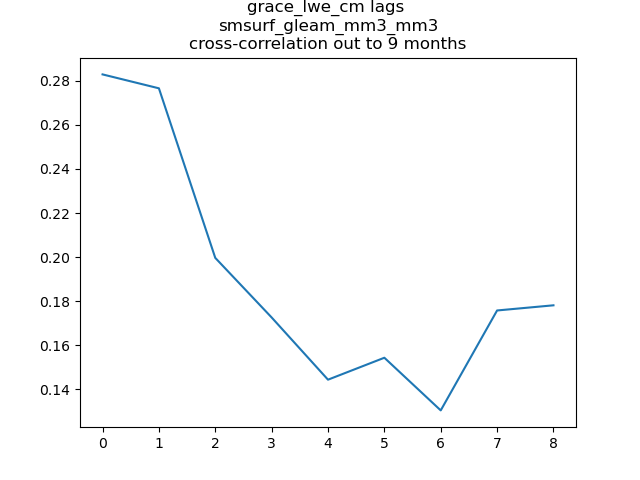 grace_lwe_cm lags
smsurf_gleam_mm3_mm3
cross-correlation out to 9 months
0.28
0.26
0.24
0.22
0.20
0.18
0.16
0.14
0 1 2 3 4 5 6 7 8